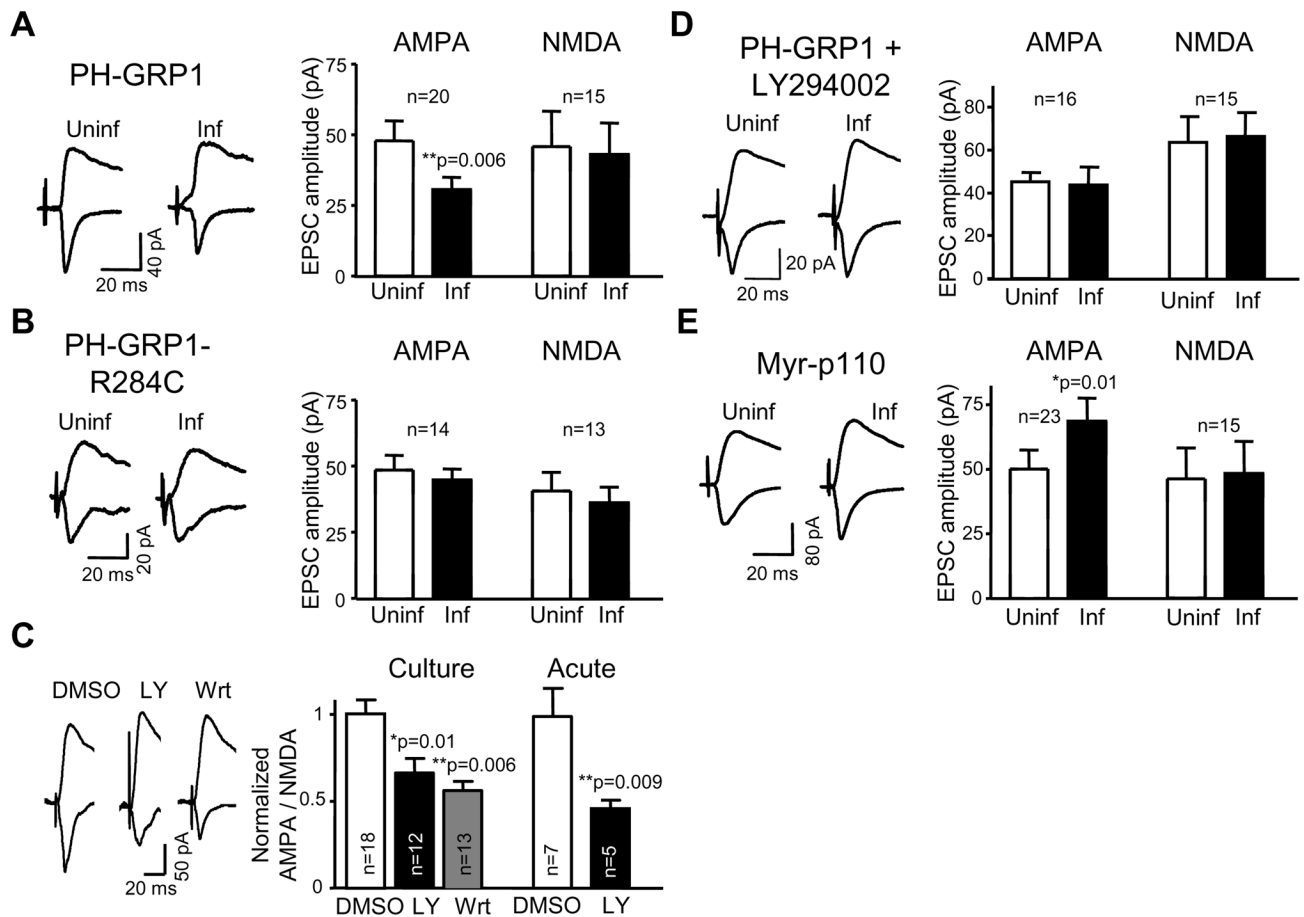 A
PH-GRP1
Uninf
Inf
40 pA
20 ms
AMPA
NMDA
EPSC amplitude (pA)
75
50
25
0
n=20
n=15
**p=0.006
Uninf
Inf
Uninf
Inf
B
PH-GRP1-
R284C
Uninf
Inf
20 pA
20 ms
AMPA
NMDA
EPSC amplitude (pA)
75
50
25
0
n=14
n=13
Uninf
Inf
Uninf
Inf
C
DMSO
LY
Wrt
50 pA
20 ms
Culture
Acute
Normalized
AMPA / NMDA
1
0.5
0
*p=0.01
**p=0.006
**p=0.009
n=18
n=12
n=13
n=7
n=5
DMSO
LY
Wrt
DMSO
LY
D
PH-GRP1 +
LY294002
Uninf
Inf
20 pA
20 ms
AMPA
NMDA
EPSC amplitude (pA)
80
60
40
20
0
n=16
n=15
Uninf
Inf
Uninf
Inf
E
Myr-p110
Uninf
Inf
80 pA
20 ms
AMPA
NMDA
EPSC amplitude (pA)
75
50
25
0
*p=0.01
n=23
n=15
Uninf
Inf
Uninf
Inf